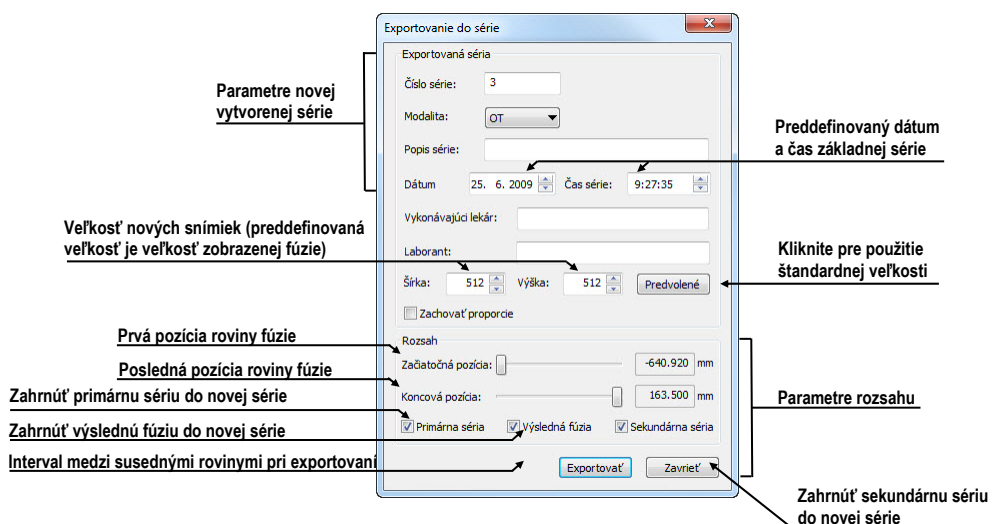 Exportovanie do série
Exportovaná séria
Číslo série: 3
Modalita: OT
Popis série:
Dátum 25. 6. 2009 Čas série: 9:27:35
Vykonávajúci lekár:
Laborant:
Šírka: 512 Výška: 512 Predvolené
Zachovať proporcie
Rozsah
Začiatočná pozícia: -640.920 mm
Koncová pozícia: 163.500 mm
Primárna séria Výsledná fúzia Sekundárna séria
Exportovať Zavrieť
Parametre novej
vytvorenej série
Veľkosť nových snímiek (preddefinovaná
veľkosť je veľkosť zobrazenej fúzie)
Prvá pozícia roviny fúzie
Posledná pozícia roviny fúzie
Zahrnúť primárnu sériu do novej série
Zahrnúť výslednú fúziu do novej série
Interval medzi susednými rovinymi pri exportovaní
Preddefinovaný dátum
a čas základnej série
Kliknite pre použitie
štandardnej veľkosti
Parametre rozsahu
Zahrnúť sekundárnu sériu
do novej série